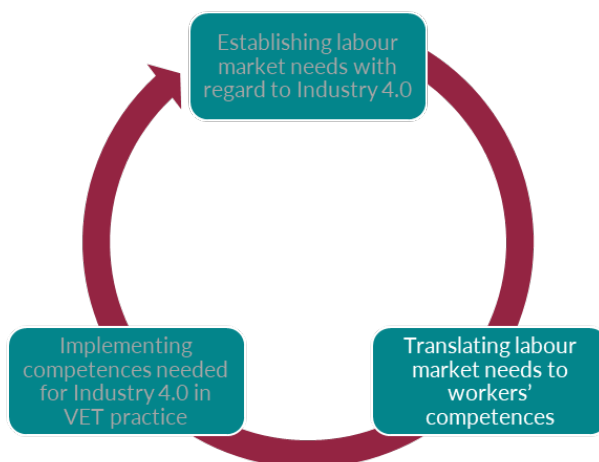 Establishing labour
market needs with
regard to Industry 4.0
Translating labour
market needs to
workers’
competences
Implementing
competences needed
for Industry 4.0 in
VET practice